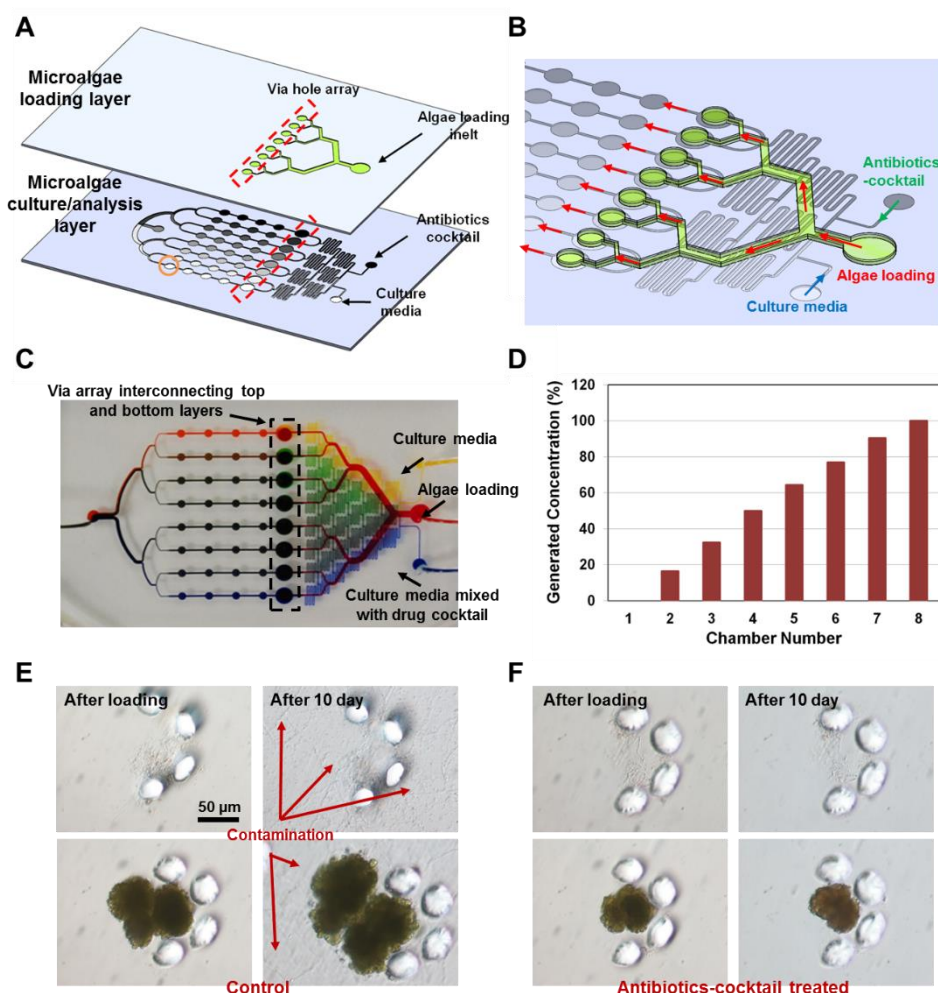 A
Microalgae
loading layer
Via hole array
Algae loading
inelt
Microalgae
culture/analysis
layer
Antibiotics
cocktail
Culture
media
B
Antibiotics
-cocktail
Algae loading
Culture media
C
Via array interconnecting top
and bottom layers
Culture media
Algae loading
Culture media mixed
with drug cocktail
D
Generated Concentration (%)
120
100
80
60
40
20
0
1 2 3 4 5 6 7 8
Chamber Number
E
After loading
After 10 day
50 µm
Contamination
Control
F
After loading
After 10 day
Antibiotics-cocktail treated